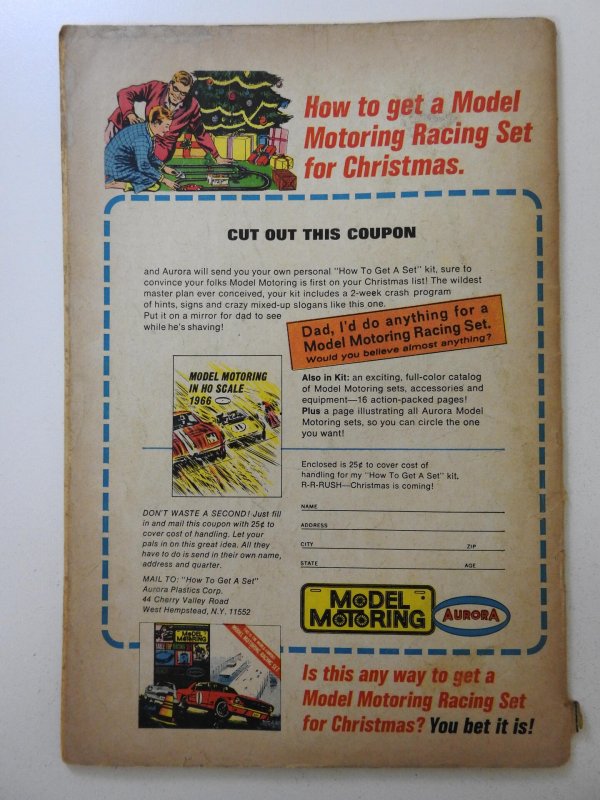 How to get a Model
Motoring Racing Set
for Christmas.
CUT OUT THIS COUPON
and Aurora will send you your own personal "How To Get A Set" kit, sure to
convince your folks Model Motoring is first on your Christmas list! The wildest
master plan ever conceived, your kit includes a 2-week crash program
of hints, signs and crazy mixed-up slogans like this one.
Put it on a mirror for dad to see
while he's shaving!
Dad, I'd do anything for a
Model Motoring Racing Set.
Would you believe almost anything?
MODEL MOTORING
IN HO SCALE
1966
Also in Kit: an exciting, full-color catalog
of Model Motoring sets, accessories and
equipment—16 action-packed pages!
Plus a page illustrating all Aurora Model
Motoring sets, so you can circle the one
you want!
Enclosed is 25¢ to cover cost of
handling for my "How To Get A Set" kit.
R-R-RUSH—Christmas is coming!
DON'T WASTE A SECOND! Just fill
in and mail this coupon with 25¢ to
cover cost of handling. Let your
pals in on this great idea. All they
have to do is send in their own name,
address and quarter.
MAIL TO: "How To Get A Set"
Aurora Plastics Corp.
44 Cherry Valley Road
West Hempstead, N.Y. 11552
NAME
ADDRESS
CITY ZIP
STATE AGE
MODEL
MOTORING
AURORA
MODEL
MOTORING
Is this any way to get a
Model Motoring Racing Set
for Christmas? You bet it is!